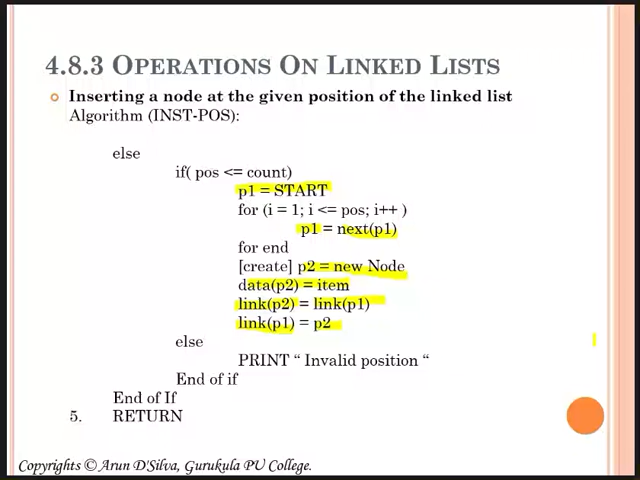 4.8.3 OPERATIONS ON LINKED LISTS
Inserting a node at the given position of the linked list
Algorithm (INST-POS):
else
if( pos <= count)
p1 = START
for (i = 1; i <= pos; i++ )
p1 = next(p1)
for end
[create] p2 = new Node
data(p2) = item
link(p2) = link(p1)
link(p1) = p2
else
PRINT “ Invalid position “
End of if
End of If
5. RETURN
Copyrights © Arun D'Silva, Gurukula PU College.